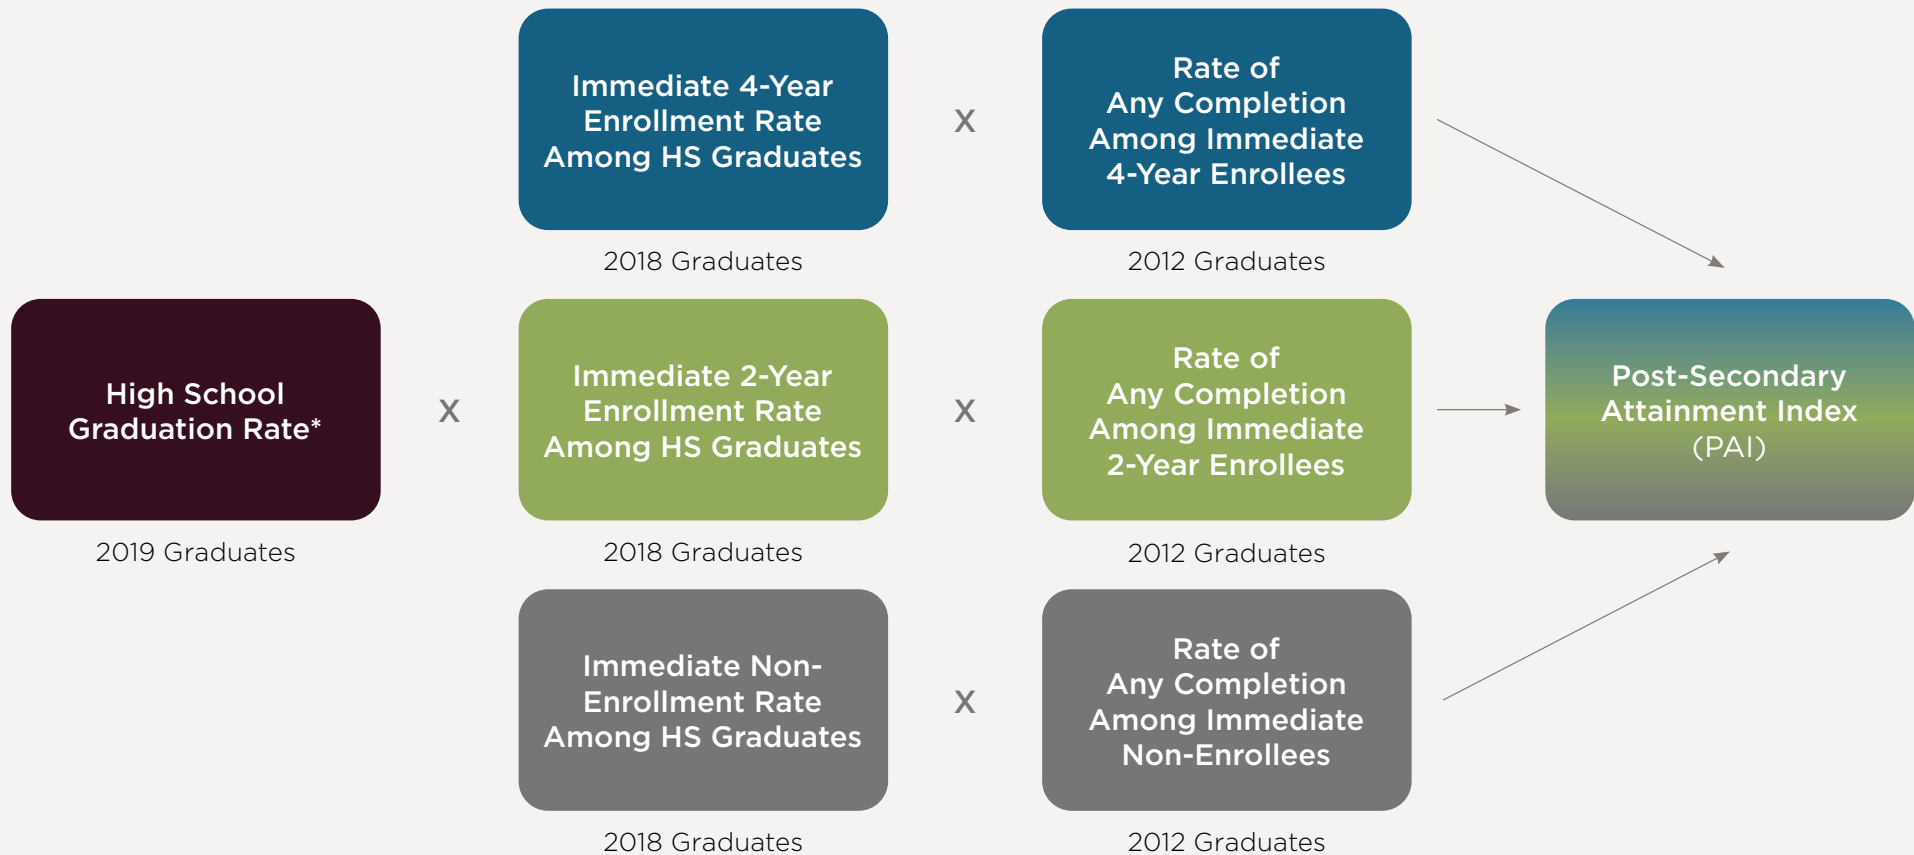 Immediate 4-Year
Enrollment Rate
Among HS Graduates
2018 Graduates
X
Rate of
Any Completion
Among Immediate
4-Year Enrollees
2012 Graduates
High School
Graduation Rate*
2019 Graduates
X
Immediate 2-Year
Enrollment Rate
Among HS Graduates
2018 Graduates
X
Rate of
Any Completion
Among Immediate
2-Year Enrollees
2012 Graduates
Post-Secondary
Attainment Index
(PAI)
Immediate Non-
Enrollment Rate
Among HS Graduates
2018 Graduates
X
Rate of
Any Completion
Among Immediate
Non-Enrollees
2012 Graduates